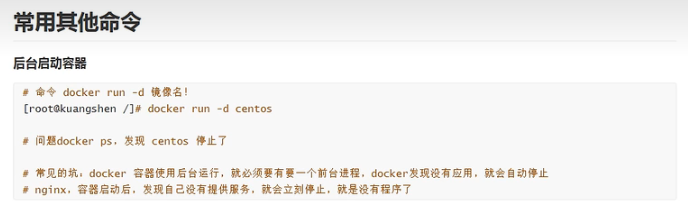 常用其他命令
后台启动容器
# 命令 docker run -d 镜像名!
[root@kuangshen /]# docker run -d centos
# 问题docker ps，发现 centos 停止了
# 常见的坑，docker 容器使用后台运行，就必须要有要一个前台进程，docker发现没有应用，就会自动停止
# nginx，容器启动后，发现自己没有提供服务，就会立刻停止，就是没有程序了